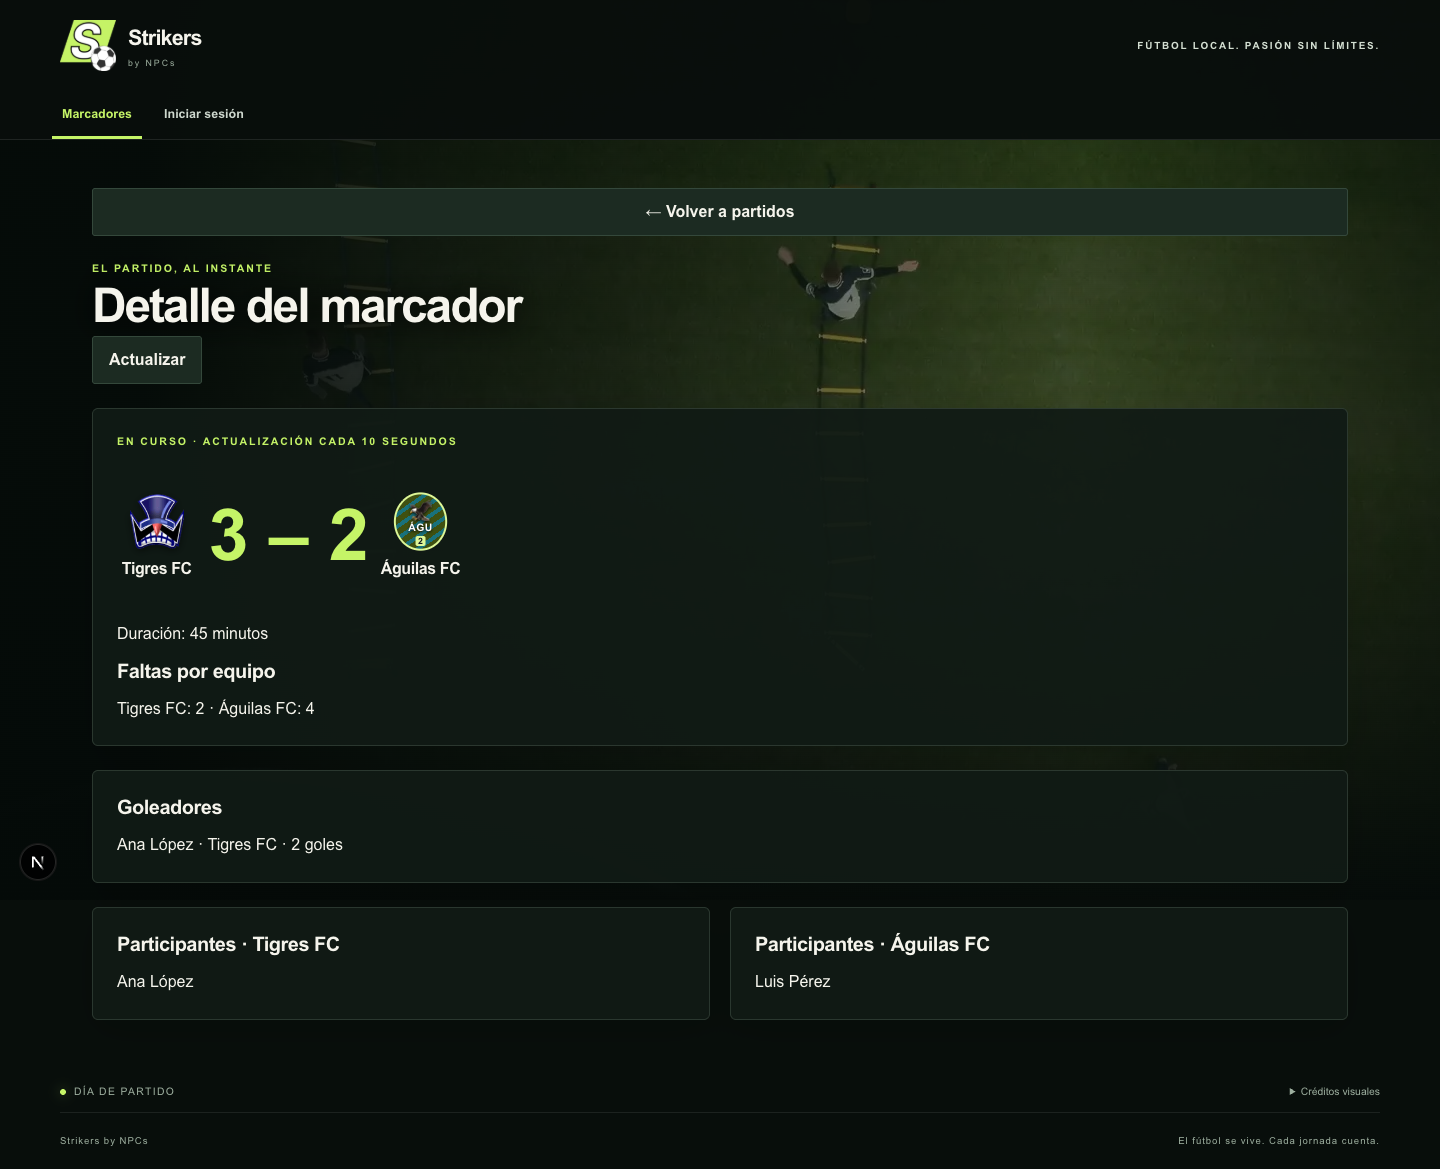 S
Strikers
by NPCs
FÚTBOL LOCAL. PASIÓN SIN LÍMITES.
Marcadores
Iniciar sesión
← Volver a partidos
EL PARTIDO, AL INSTANTE
Detalle del marcador
Actualizar
EN CURSO · ACTUALIZACIÓN CADA 10 SEGUNDOS
3 – 2
ÁGU
2
Tigres FC
Águilas FC
Duración: 45 minutos
Faltas por equipo
Tigres FC: 2 · Águilas FC: 4
Goleadores
Ana López · Tigres FC · 2 goles
N
Participantes · Tigres FC
Ana López
Participantes · Águilas FC
Luis Pérez
DÍA DE PARTIDO
▶ Créditos visuales
Strikers by NPCs
El fútbol se vive. Cada jornada cuenta.